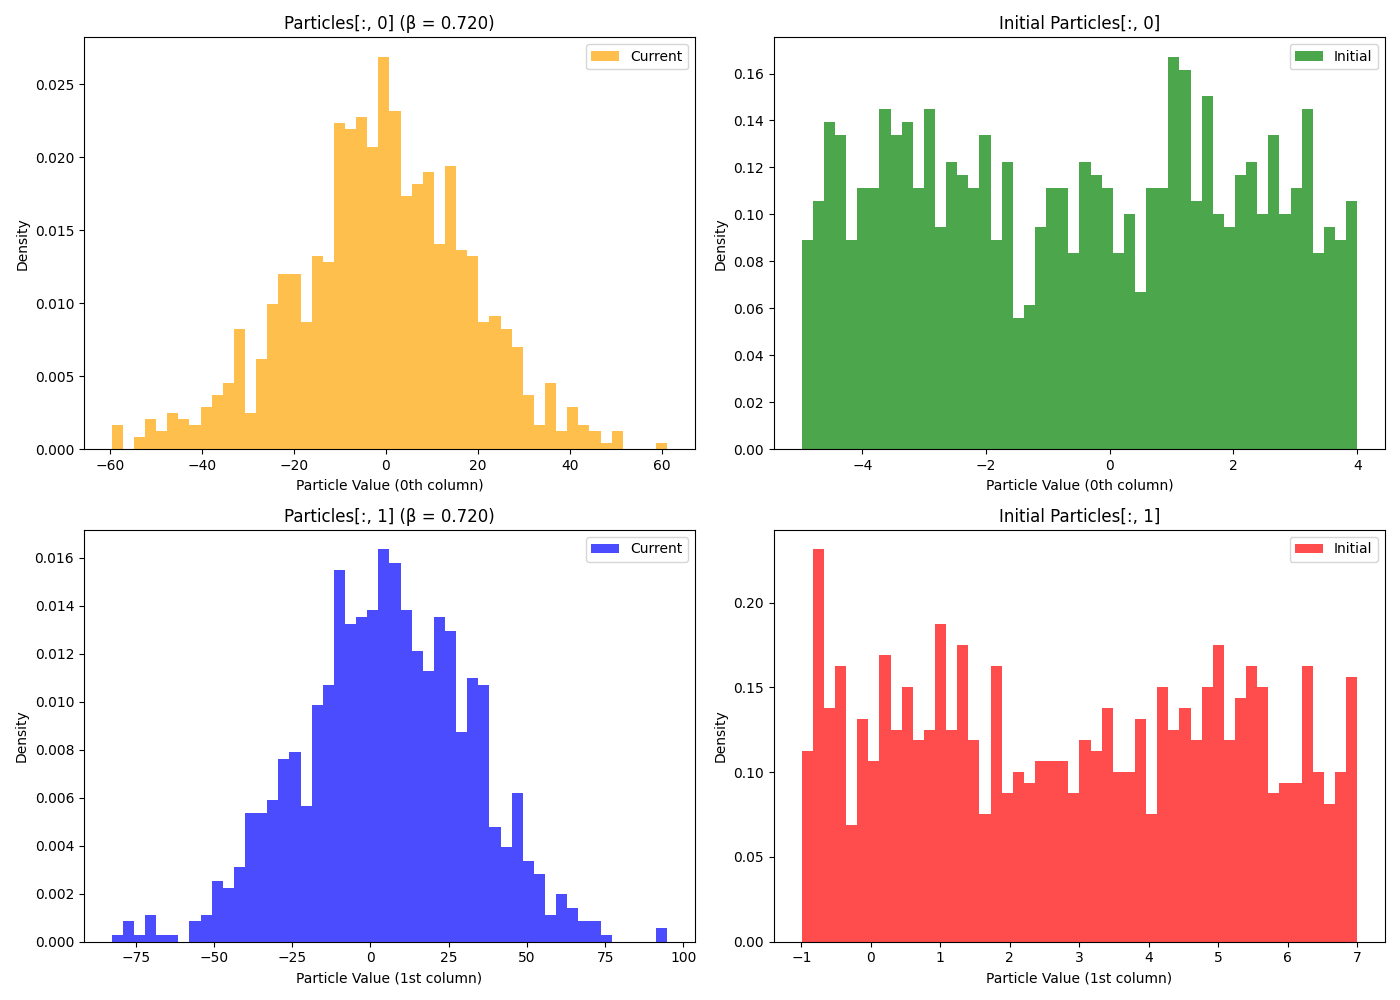 Particles[:, 0] (β = 0.720)
Current
0.025
0.020
0.015
0.010
0.005
0.000
Density
−60 −40 −20 0 20 40 60
Particle Value (0th column)
Initial Particles[:, 0]
Initial
0.16
0.14
0.12
0.10
0.08
0.06
0.04
0.02
0.00
Density
−4 −2 0 2 4
Particle Value (0th column)
Particles[:, 1] (β = 0.720)
Current
0.016
0.014
0.012
0.010
0.008
0.006
0.004
0.002
0.000
Density
−75 −50 −25 0 25 50 75 100
Particle Value (1st column)
Initial Particles[:, 1]
Initial
0.20
0.15
0.10
0.05
0.00
Density
−1 0 1 2 3 4 5 6 7
Particle Value (1st column)